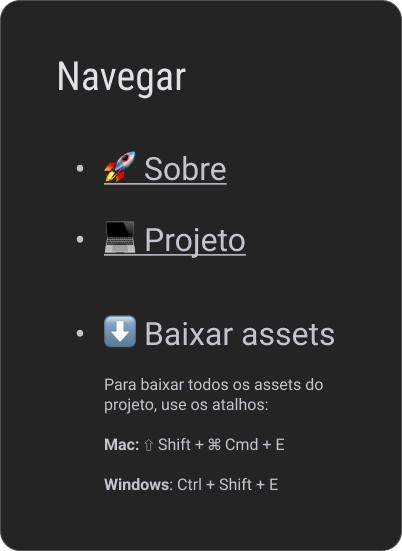 Navegar
• 🚀 Sobre
• 💻 Projeto
• ⬇️ Baixar assets
Para baixar todos os assets do
projeto, use os atalhos:
Mac: ⇧ Shift + ⌘ Cmd + E
Windows: Ctrl + Shift + E